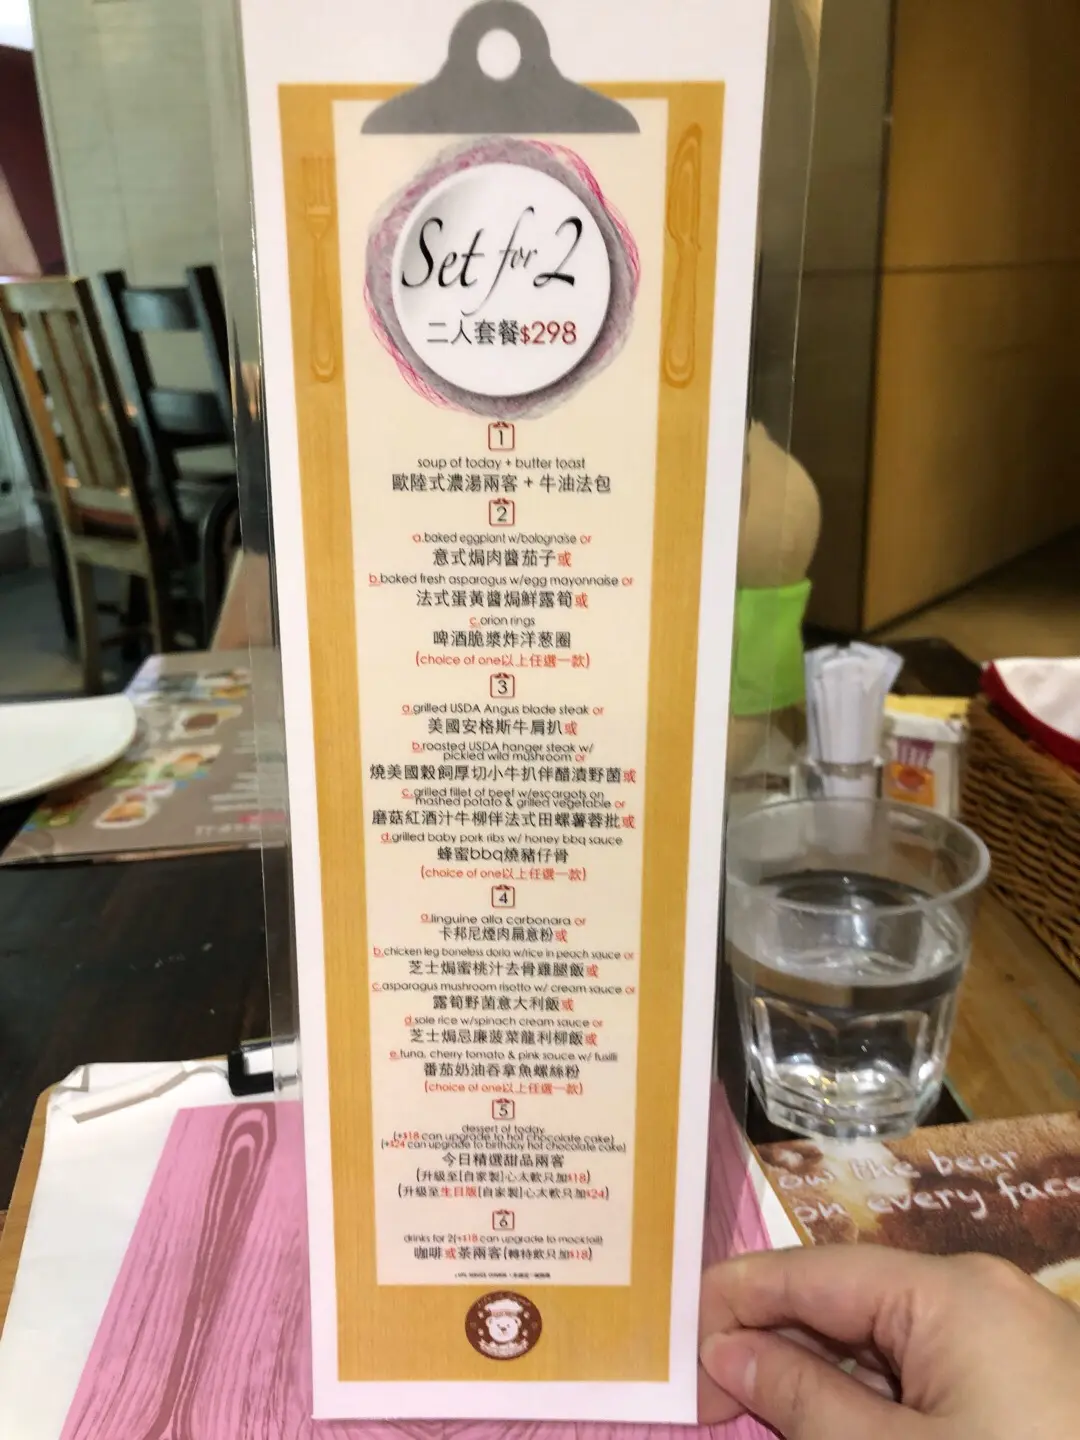 Set for 2
二人套餐$298
1
soup of today + butter toast
歐陸式濃湯兩客 + 牛油法包
2
a.baked eggplant w/bolognaise or
意式焗肉醬茄子或
b.baked fresh asparagus w/egg mayonnaise or
法式蛋黃醬焗鮮露筍或
c.onion rings
啤酒脆漿炸洋葱圈
(choice of one以上任選一款)
3
a.grilled USDA Angus blade steak or
美國安格斯牛肩扒或
b.roasted USDA hanger steak w/
pickled wild mushroom or
燒美國穀飼厚切小牛扒伴醋漬野菌或
c.grilled fillet of beef w/escargots on
mashed potato & grilled vegetable or
磨菇紅酒汁牛柳伴法式田螺薯蓉批或
d.grilled baby pork ribs w/ honey bbq sauce
蜂蜜bbq燒豬仔骨
(choice of one以上任選一款)
4
a.linguine alla carbonara or
卡邦尼煙肉扁意粉或
b.chicken leg boneless doria w/rice in peach sauce or
芝士焗蜜桃汁去骨雞腿飯或
c.asparagus mushroom risotto w/ cream sauce or
露筍野菌意大利飯或
d.sole rice w/spinach cream sauce or
芝士焗忌廉菠菜龍利柳飯或
e.tuna, cherry tomato & pink sauce w/ fusilli
番茄奶油吞拿魚螺絲粉
(choice of one以上任選一款)
5
dessert of today
(+$18 can upgrade to hot chocolate cake)
(+$24 can upgrade to birthday hot chocolate cake)
今日精選甜品兩客
(升級至[自家製]心太軟只加$18)
(升級至生日版[自家製]心太軟只加$24)
6
drinks for 2(+$18 can upgrade to mocktail)
咖啡或茶兩客(轉特飲只加$18)
the bear
on every face